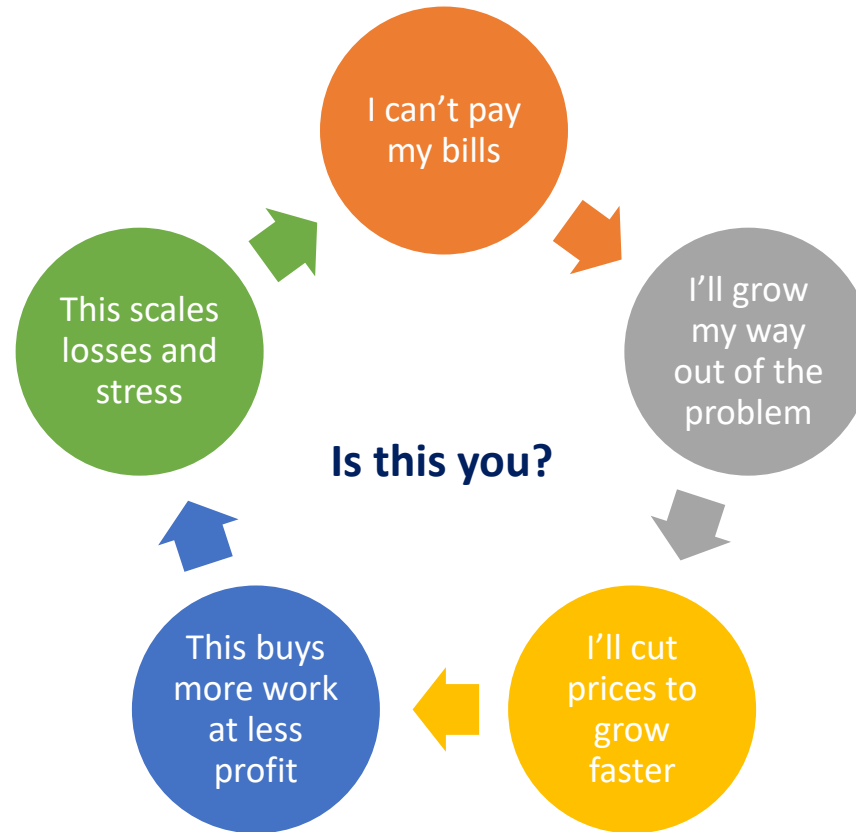 I can’t pay
my bills
I’ll grow
my way
out of the
problem
I’ll cut
prices to
grow
faster
This buys
more work
at less
profit
This scales
losses and
stress
Is this you?